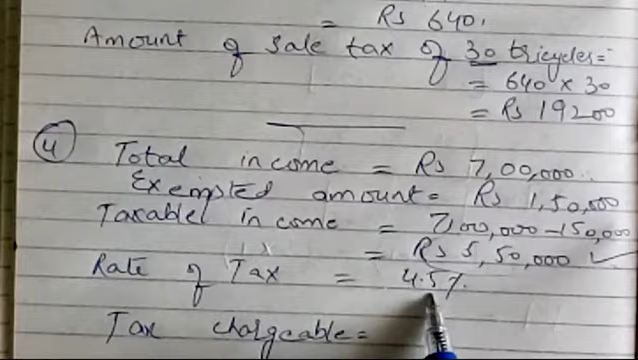 = Rs 640.
Amount of sale tax of 30 tricycles=
= 640 x 30
= Rs 19200
(4) Total income = Rs 7,00,000.
Exempted amount = Rs 1,50,000
Taxable income = 7,00,000-150,000
= Rs 5,50,000 ✓
Rate of Tax = 4.5%
Tax chargeable =